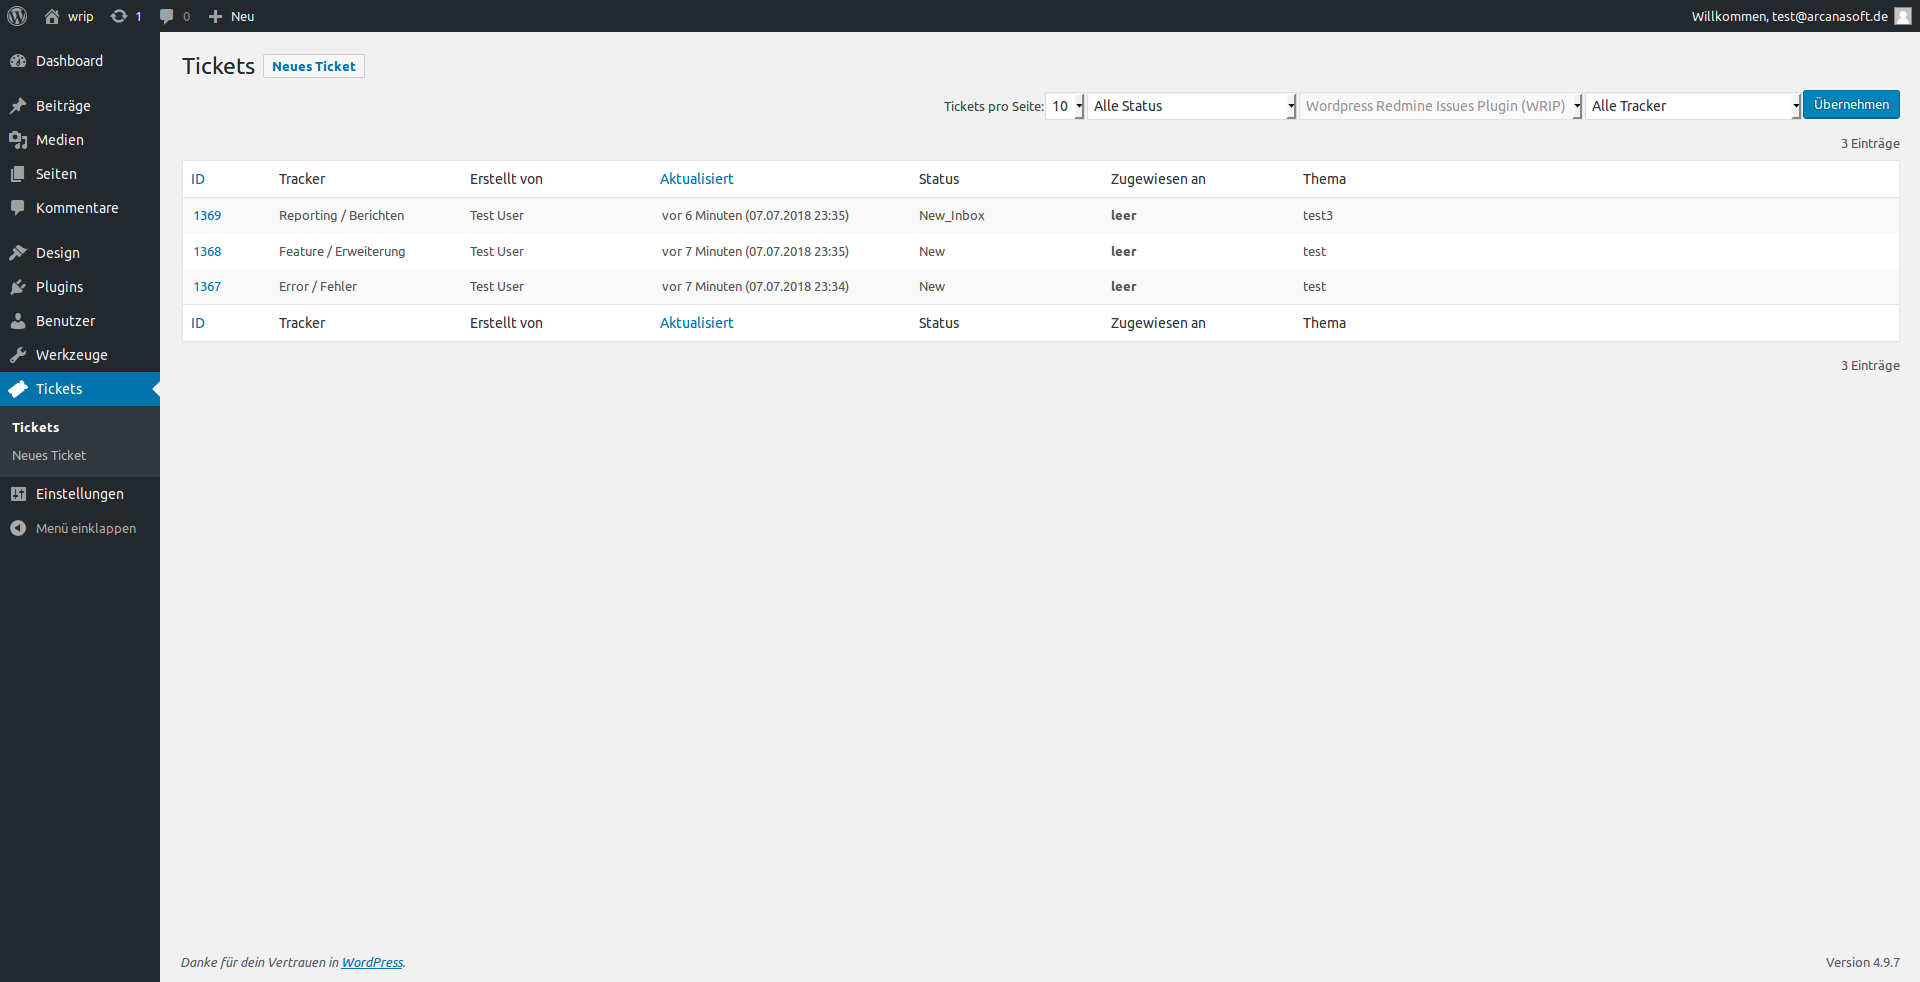 wrip 1 0 Neu Willkommen, test@arcanasoft.de
Dashboard
Beiträge
Medien
Seiten
Kommentare
Design
Plugins
Benutzer
Werkzeuge
Tickets
Tickets
Neues Ticket
Einstellungen
Menü einklappen
Tickets Neues Ticket
Tickets pro Seite: 10 Alle Status Wordpress Redmine Issues Plugin (WRIP) Alle Tracker Übernehmen
3 Einträge
ID Tracker Erstellt von Aktualisiert Status Zugewiesen an Thema
1369 Reporting / Berichten Test User vor 6 Minuten (07.07.2018 23:35) New_Inbox leer test3
1368 Feature / Erweiterung Test User vor 7 Minuten (07.07.2018 23:35) New leer test
1367 Error / Fehler Test User vor 7 Minuten (07.07.2018 23:34) New leer test
ID Tracker Erstellt von Aktualisiert Status Zugewiesen an Thema
3 Einträge
Danke für dein Vertrauen in WordPress. Version 4.9.7